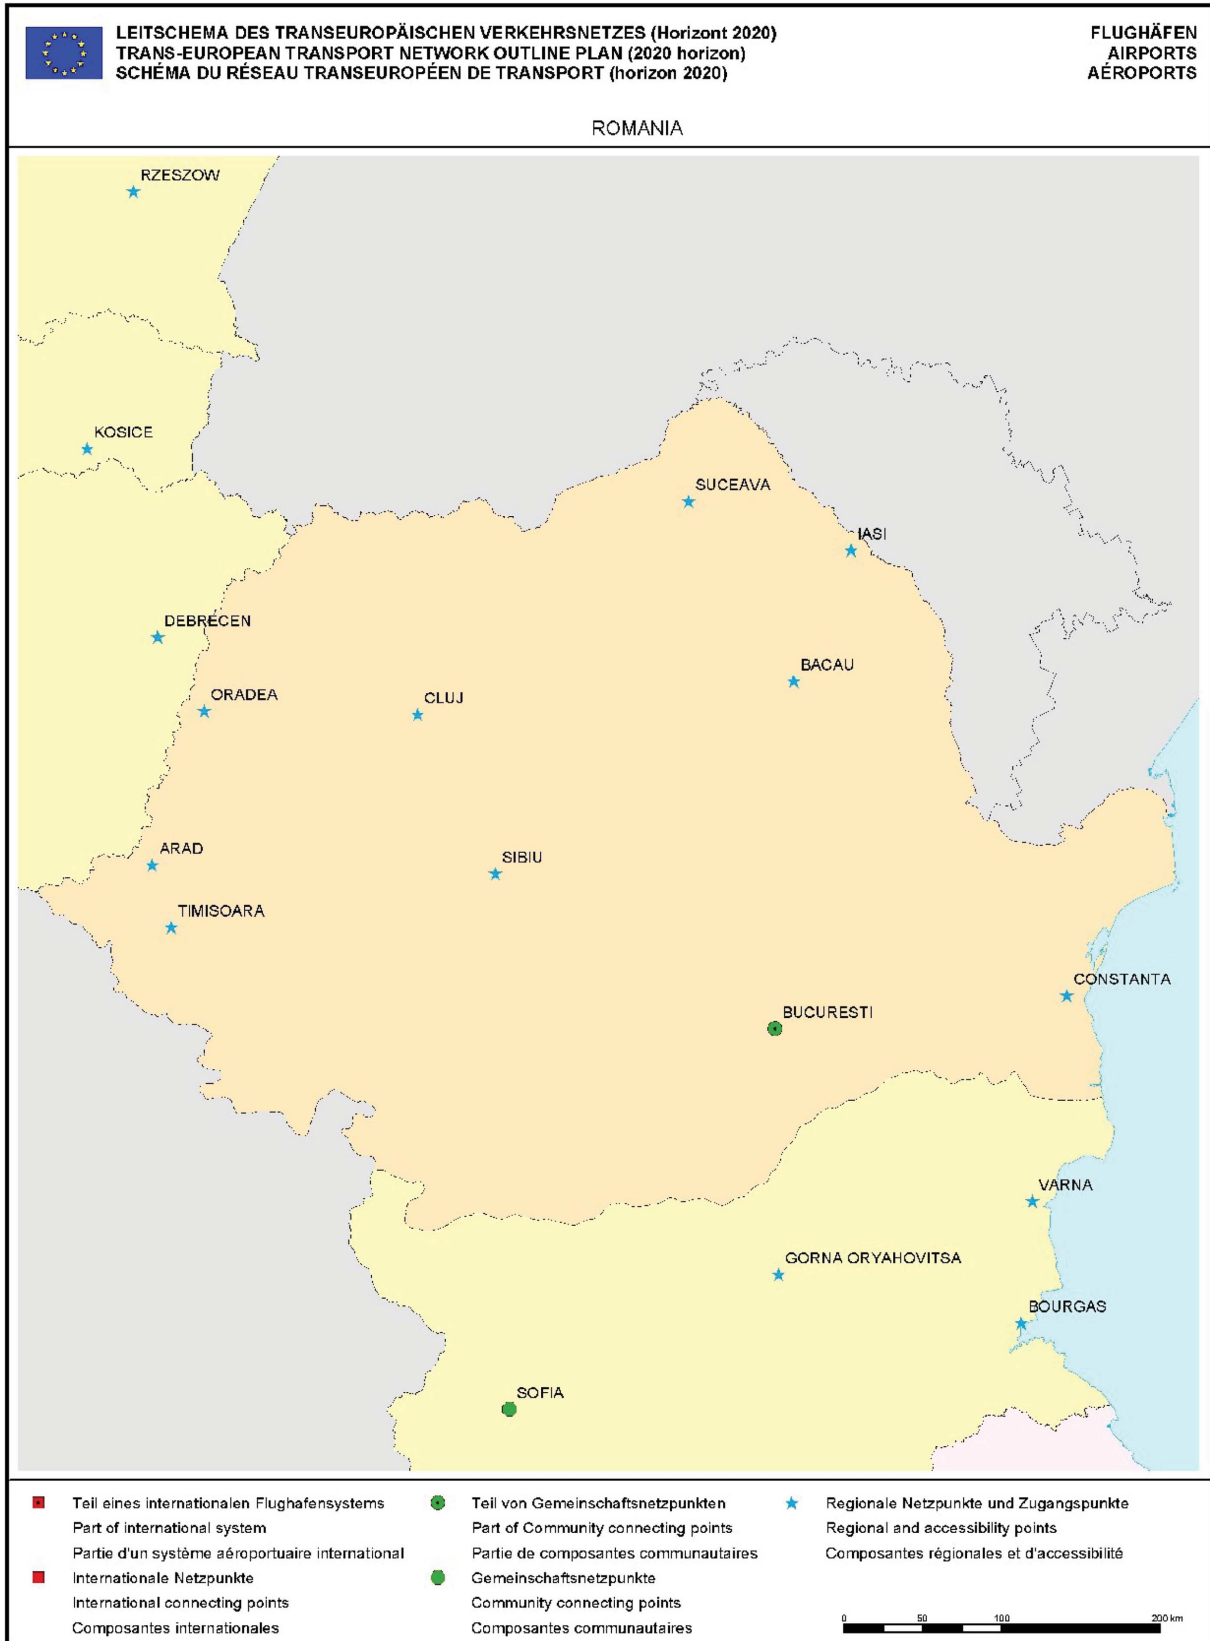 LEITSCHEMA DES TRANSEUROPÄISCHEN VERKEHRSNETZES (Horizont 2020)
TRANS-EUROPEAN TRANSPORT NETWORK OUTLINE PLAN (2020 horizon)
SCHÉMA DU RÉSEAU TRANSEUROPÉEN DE TRANSPORT (horizon 2020)
FLUGHÄFEN
AIRPORTS
AÉROPORTS
ROMANIA
RZESZOW
KOSICE
SUCEAVA
IASI
DEBRECEN
BACAU
ORADEA
CLUJ
ARAD
SIBIU
TIMISOARA
CONSTANTA
BUCURESTI
VARNA
GORNA ORYAHOVITSA
BOURGAS
SOFIA
Teil eines internationalen Flughafensystems
Part of international system
Partie d'un système aéroportuaire international
Internationale Netzpunkte
International connecting points
Composantes internationales
Teil von Gemeinschaftsnetzpunkten
Part of Community connecting points
Partie de composantes communautaires
Gemeinschaftsnetzpunkte
Community connecting points
Composantes communautaires
Regionale Netzpunkte und Zugangspunkte
Regional and accessibility points
Composantes régionales et d'accessibilité
0 50 100 200 km